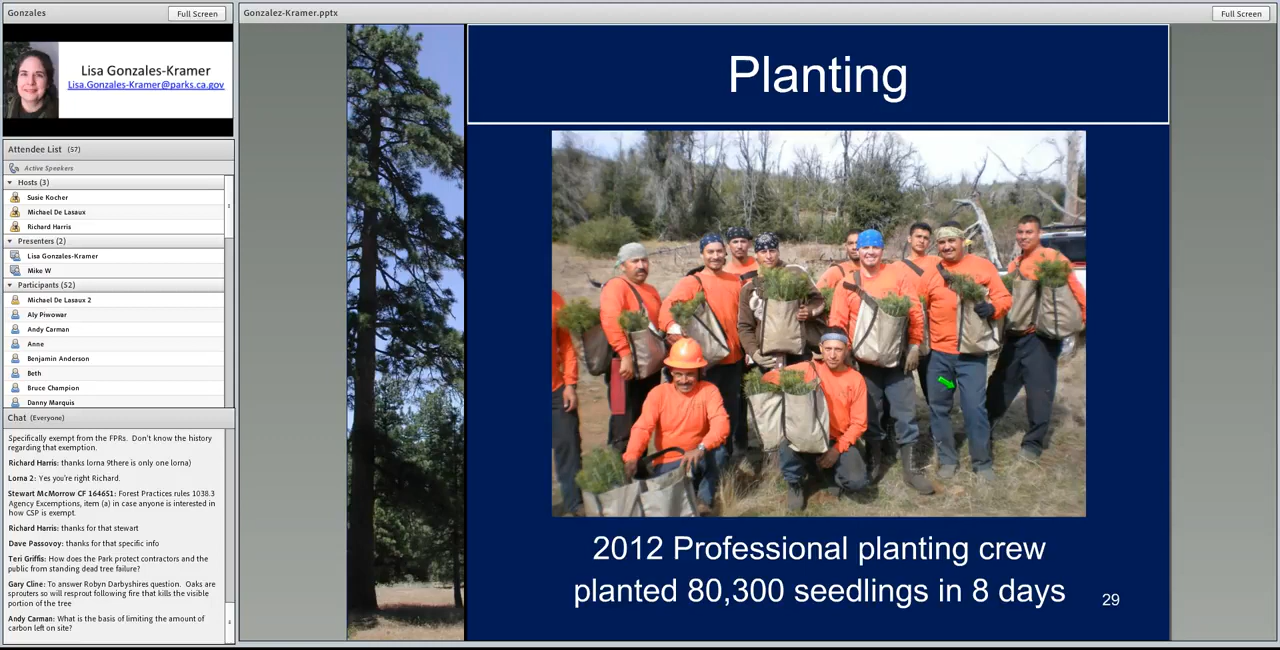 Gonzales
Full Screen
Lisa Gonzales-Kramer
Lisa.Gonzales-Kramer@parks.ca.gov
Attendee List (57)
Active Speakers
Hosts (3)
Susie Kocher
Michael De Lasaux
Richard Harris
Presenters (2)
Lisa Gonzales-Kramer
Mike W
Participants (52)
Michael De Lasaux 2
Aly Piwowar
Andy Carman
Anne
Benjamin Anderson
Beth
Bruce Champion
Danny Marquis
Chat (Everyone)
Specifically exempt from the FPRs. Don't know the history
regarding that exemption.
Richard Harris: thanks lorna 9there is only one lorna)
Lorna 2: Yes you're right Richard.
Stewart McMorrow CF 164651: Forest Practices rules 1038.3
Agency Excemptions, item (a) in case anyone is interested in
how CSP is exempt.
Richard Harris: thanks for that stewart
Dave Passovoy: thanks for that specific info
Teri Griffis: How does the Park protect contractors and the
public from standing dead tree failure?
Gary Cline: To answer Robyn Darbyshires question. Oaks are
sprouters so will resprout following fire that kills the visible
portion of the tree
Andy Carman: What is the basis of limiting the amount of
carbon left on site?
Gonzalez-Kramer.pptx
Full Screen
Planting
2012 Professional planting crew
planted 80,300 seedlings in 8 days
29